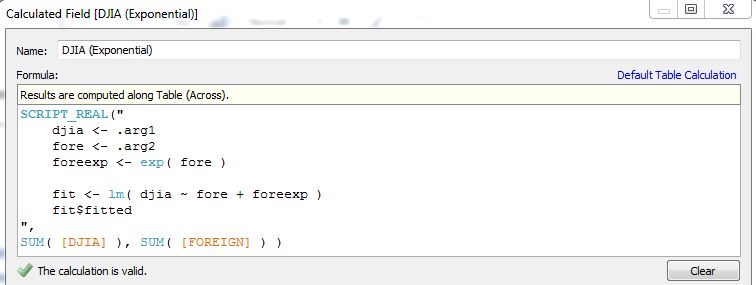 Calculated Field [DJIA (Exponential)]
Name: DJIA (Exponential)
Formula: Default Table Calculation
Results are computed along Table (Across).
SCRIPT_REAL("
djia <- .arg1
fore <- .arg2
foreexp <- exp( fore )
fit <- lm( djia ~ fore + foreexp )
fit$fitted
",
SUM( [DJIA] ), SUM( [FOREIGN] ) )
The calculation is valid. Clear